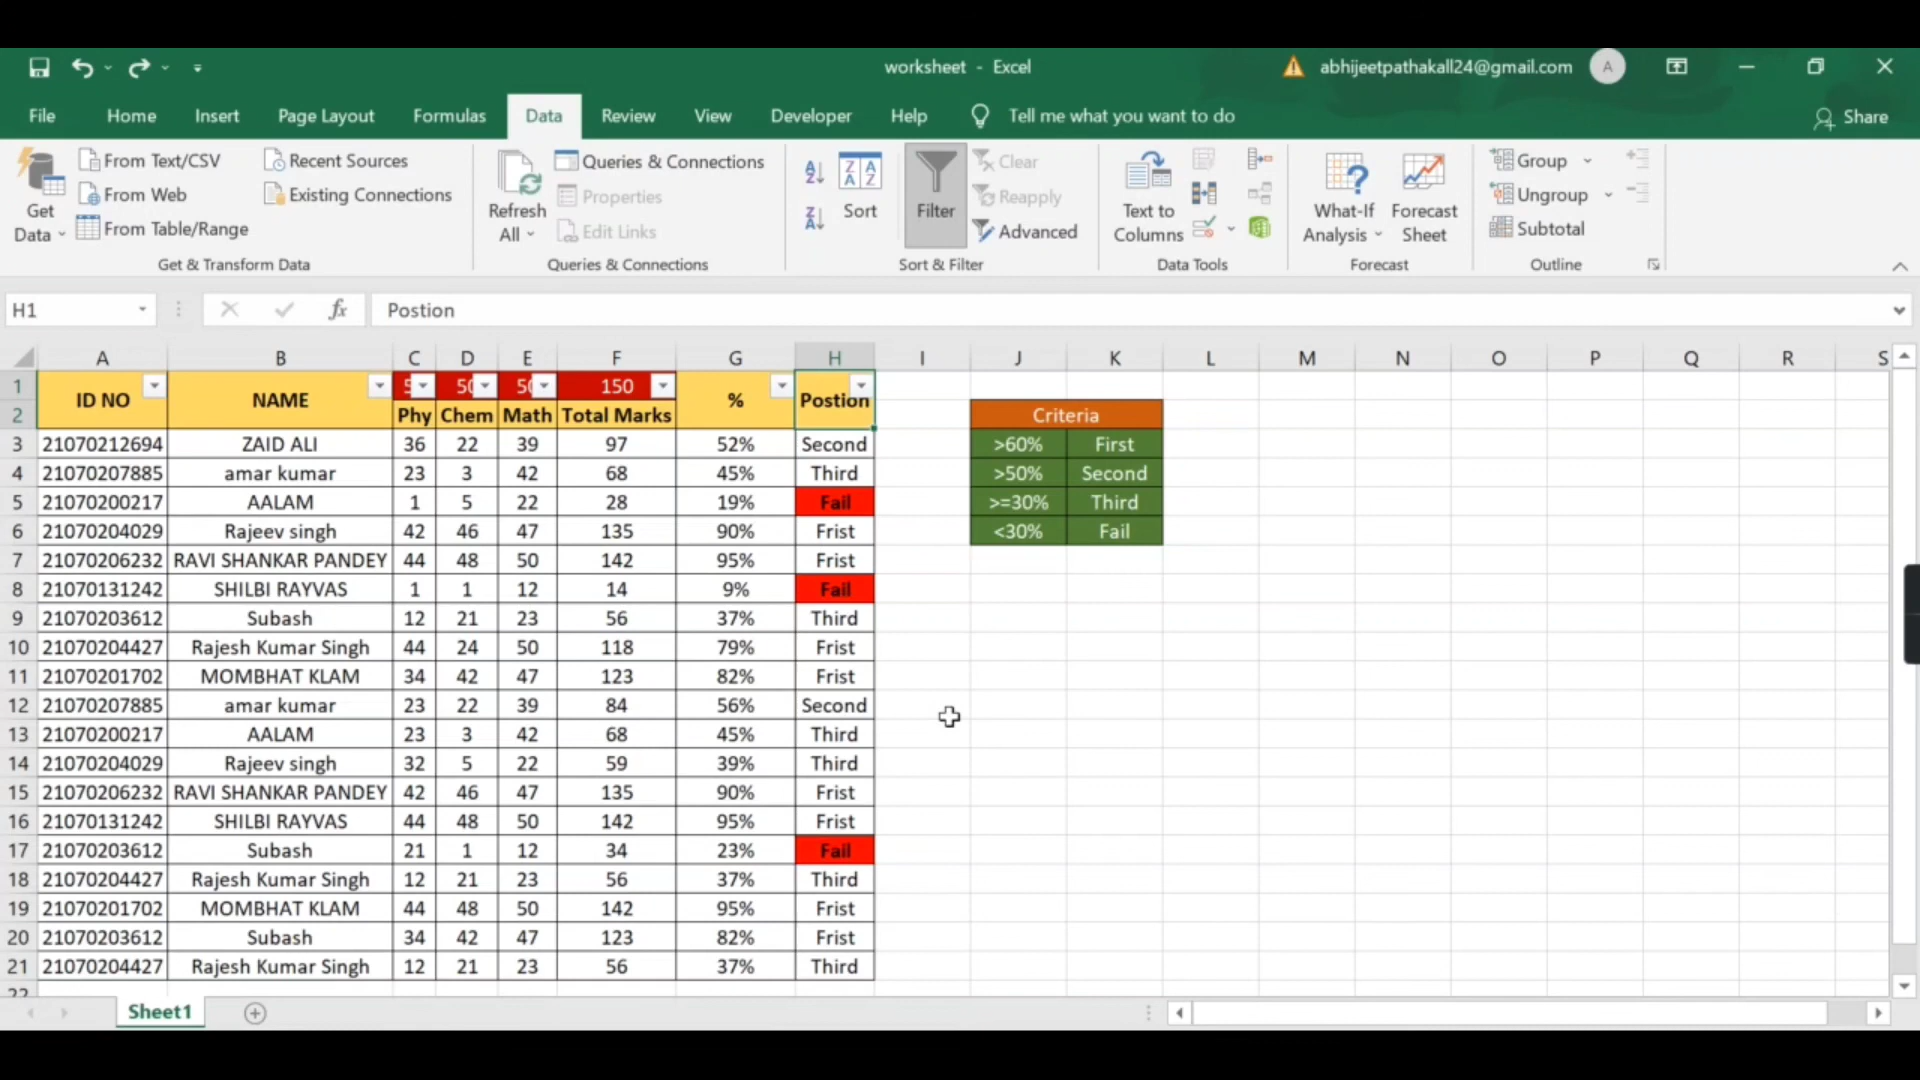 worksheet - Excel
abhijeetpathakall24@gmail.com
A
File Home Insert Page Layout Formulas Data Review View Developer Help Tell me what you want to do Share
Get Data
From Text/CSV
From Web
From Table/Range
Recent Sources
Existing Connections
Get & Transform Data
Refresh All
Queries & Connections
Properties
Edit Links
Queries & Connections
Sort
Filter
Clear
Reapply
Advanced
Sort & Filter
Text to Columns
Data Tools
What-If Analysis
Forecast Sheet
Forecast
Group
Ungroup
Subtotal
Outline
H1 fx Postion
A B C D E F G H I J K L M N O P Q R S
1 ID NO NAME 5 50 50 150 % Postion
2 Phy Chem Math Total Marks Criteria
3 21070212694 ZAID ALI 36 22 39 97 52% Second >60% First
4 21070207885 amar kumar 23 3 42 68 45% Third >50% Second
5 21070200217 AALAM 1 5 22 28 19% Fail >=30% Third
6 21070204029 Rajeev singh 42 46 47 135 90% Frist <30% Fail
7 21070206232 RAVI SHANKAR PANDEY 44 48 50 142 95% Frist
8 21070131242 SHILBI RAYVAS 1 1 12 14 9% Fail
9 21070203612 Subash 12 21 23 56 37% Third
10 21070204427 Rajesh Kumar Singh 44 24 50 118 79% Frist
11 21070201702 MOMBHAT KLAM 34 42 47 123 82% Frist
12 21070207885 amar kumar 23 22 39 84 56% Second
13 21070200217 AALAM 23 3 42 68 45% Third
14 21070204029 Rajeev singh 32 5 22 59 39% Third
15 21070206232 RAVI SHANKAR PANDEY 42 46 47 135 90% Frist
16 21070131242 SHILBI RAYVAS 44 48 50 142 95% Frist
17 21070203612 Subash 21 1 12 34 23% Fail
18 21070204427 Rajesh Kumar Singh 12 21 23 56 37% Third
19 21070201702 MOMBHAT KLAM 44 48 50 142 95% Frist
20 21070203612 Subash 34 42 47 123 82% Frist
21 21070204427 Rajesh Kumar Singh 12 21 23 56 37% Third
22
Sheet1